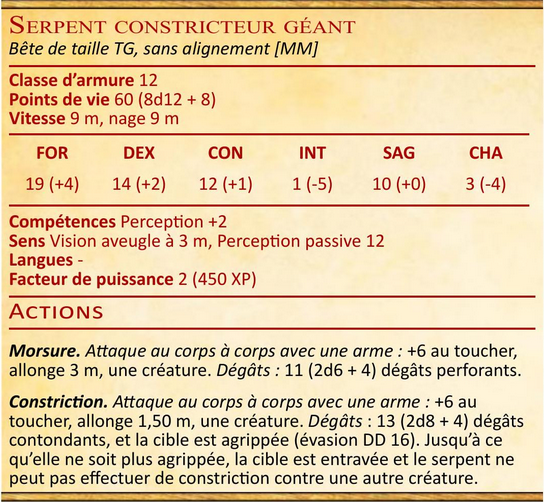 SERPENT CONSTRICTEUR GÉANT
Bête de taille TG, sans alignement [MM]
Classe d’armure 12
Points de vie 60 (8d12 + 8)
Vitesse 9 m, nage 9 m
FOR DEX CON INT SAG CHA
19 (+4) 14 (+2) 12 (+1) 1 (-5) 10 (+0) 3 (-4)
Compétences Perception +2
Sens Vision aveugle à 3 m, Perception passive 12
Langues -
Facteur de puissance 2 (450 XP)
ACTIONS
Morsure. Attaque au corps à corps avec une arme : +6 au toucher,
allonge 3 m, une créature. Dégâts : 11 (2d6 + 4) dégâts perforants.
Constriction. Attaque au corps à corps avec une arme : +6 au
toucher, allonge 1,50 m, une créature. Dégâts : 13 (2d8 + 4) dégâts
contondants, et la cible est agrippée (évasion DD 16). Jusqu’à ce
qu’elle ne soit plus agrippée, la cible est entravée et le serpent ne
peut pas effectuer de constriction contre une autre créature.